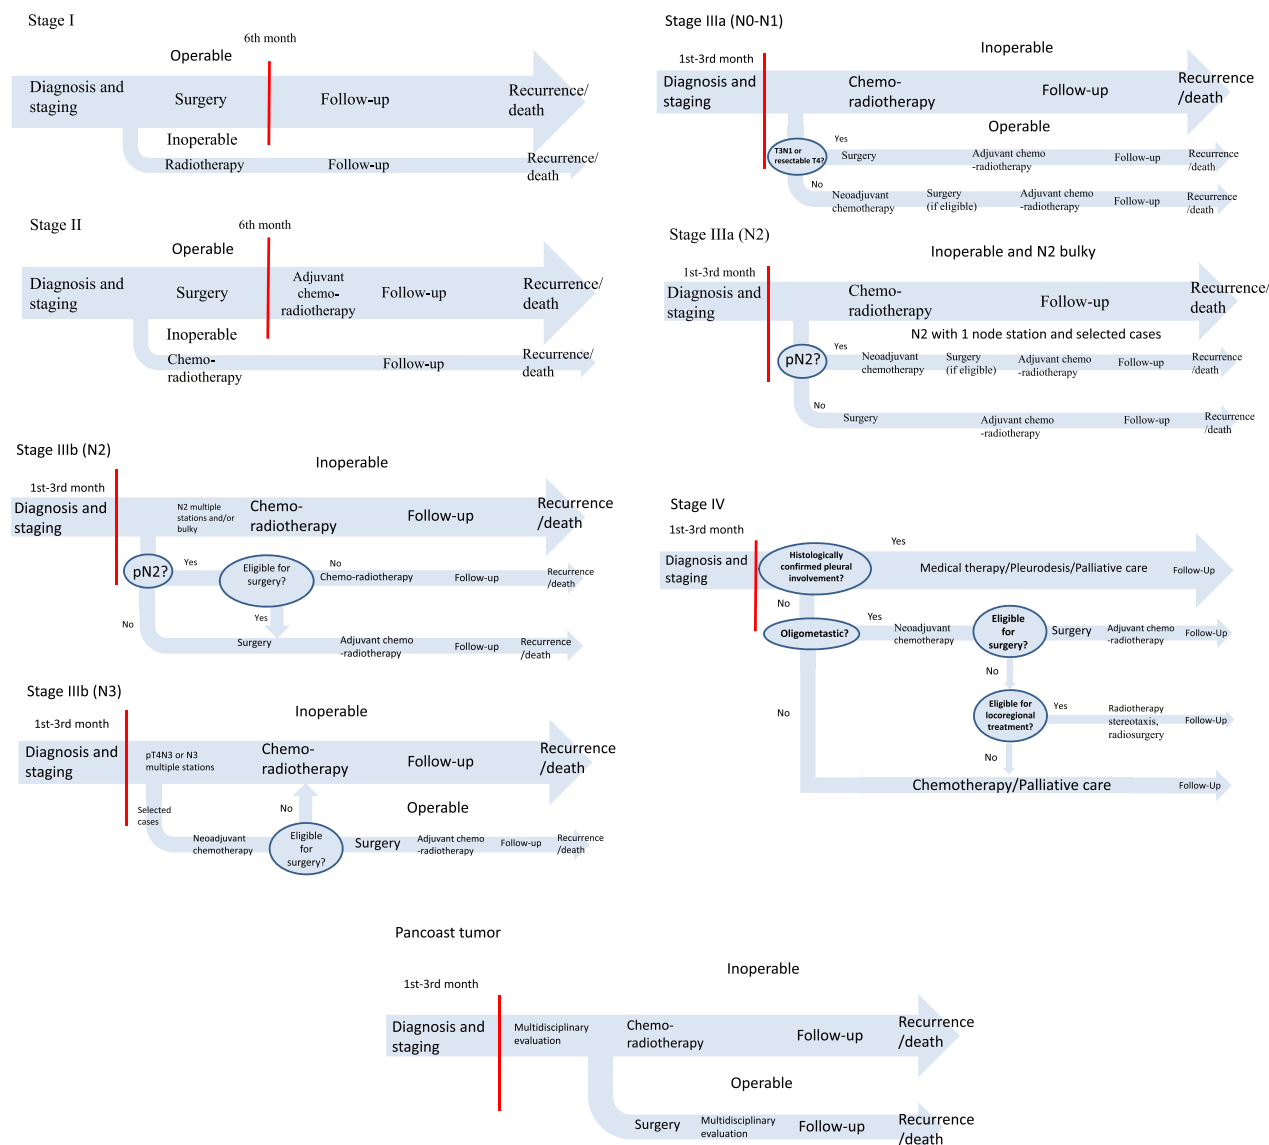 Stage I
6th month
Operable
Diagnosis and
staging
Surgery
Follow-up
Recurrence/
death
Inoperable
Radiotherapy
Follow-up
Recurrence/
death
Stage II
6th month
Operable
Diagnosis and
staging
Surgery
Adjuvant
chemo-
radiotherapy
Follow-up
Recurrence/
death
Inoperable
Chemo-
radiotherapy
Follow-up
Recurrence/
death
Stage IIIb (N2)
Inoperable
1st-3rd month
Diagnosis and
staging
N2 multiple
stations and/or
bulky
Chemo-
radiotherapy
Follow-up
Recurrence
/death
pN2?
Yes
Eligible for
surgery?
No
Chemo-radiotherapy
Follow-up
Recurrence
/death
No
Yes
Surgery
Adjuvant chemo
-radiotherapy
Follow-up
Recurrence
/death
Stage IIIb (N3)
Inoperable
1st-3rd month
Diagnosis and
staging
pT4N3 or N3
multiple stations
Chemo-
radiotherapy
Follow-up
Recurrence
/death
Selected
cases
No
Operable
Neoadjuvant
chemotherapy
Eligible
for
surgery?
Surgery
Adjuvant chemo
-radiotherapy
Follow-up
Recurrence
/death
Stage IIIa (N0-N1)
Inoperable
1st-3rd month
Diagnosis and
staging
Chemo-
radiotherapy
Follow-up
Recurrence
/death
Operable
T3N1 or
resectable T4?
Yes
Surgery
Adjuvant chemo
-radiotherapy
Follow-up
Recurrence
/death
No
Neoadjuvant
chemotherapy
Surgery
(if eligible)
Adjuvant chemo
-radiotherapy
Follow-up
Recurrence
/death
Stage IIIa (N2)
Inoperable and N2 bulky
1st-3rd month
Diagnosis and
staging
Chemo-
radiotherapy
Follow-up
Recurrence/
death
N2 with 1 node station and selected cases
pN2?
Yes
Neoadjuvant
chemotherapy
Surgery
(if eligible)
Adjuvant chemo
-radiotherapy
Follow-up
Recurrence
/death
No
Surgery
Adjuvant chemo
-radiotherapy
Follow-up
Recurrence
/death
Stage IV
1st-3rd month
Diagnosis and
staging
Histologically
confirmed pleural
involvement?
Yes
Medical therapy/Pleurodesis/Palliative care
Follow-Up
No
Oligometastic?
Yes
Neoadjuvant
chemotherapy
Eligible
for
surgery?
Surgery
Adjuvant chemo
-radiotherapy
Follow-Up
No
No
Eligible for
locoregional
treatment?
Yes
Radiotherapy
stereotaxis,
radiosurgery
Follow-Up
No
Chemotherapy/Palliative care
Follow-Up
Pancoast tumor
Inoperable
1st-3rd month
Diagnosis and
staging
Multidisciplinary
evaluation
Chemo-
radiotherapy
Follow-up
Recurrence
/death
Operable
Surgery
Multidisciplinary
evaluation
Follow-up
Recurrence
/death